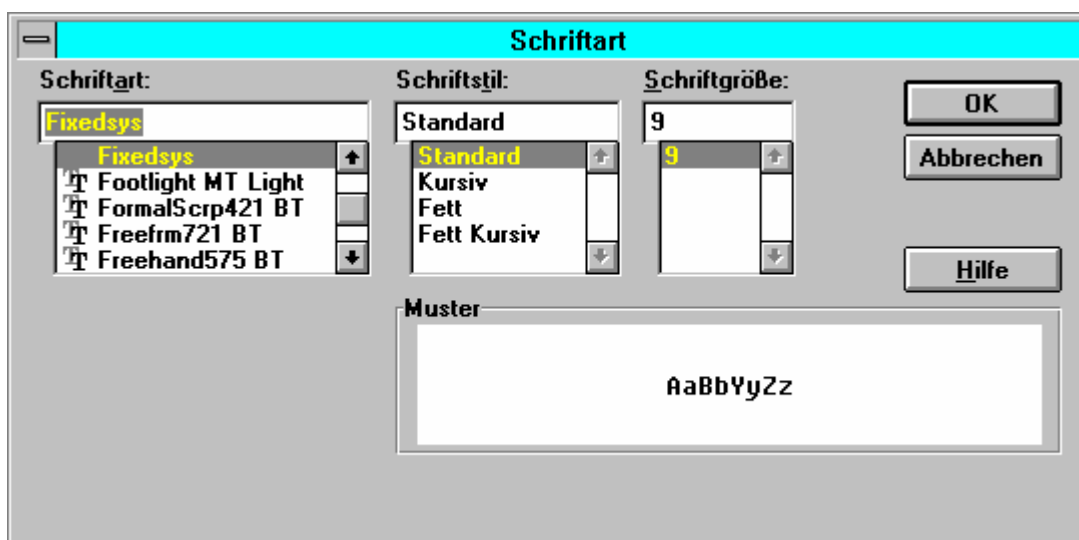 Schriftart
Schriftart:
Fixedsys
Fixedsys
Footlight MT Light
FormalScrp421 BT
Freefrm721 BT
Freehand575 BT
Schriftstil:
Standard
Standard
Kursiv
Fett
Fett Kursiv
Schriftgröße:
9
9
OK
Abbrechen
Hilfe
Muster
AaBbYyZz